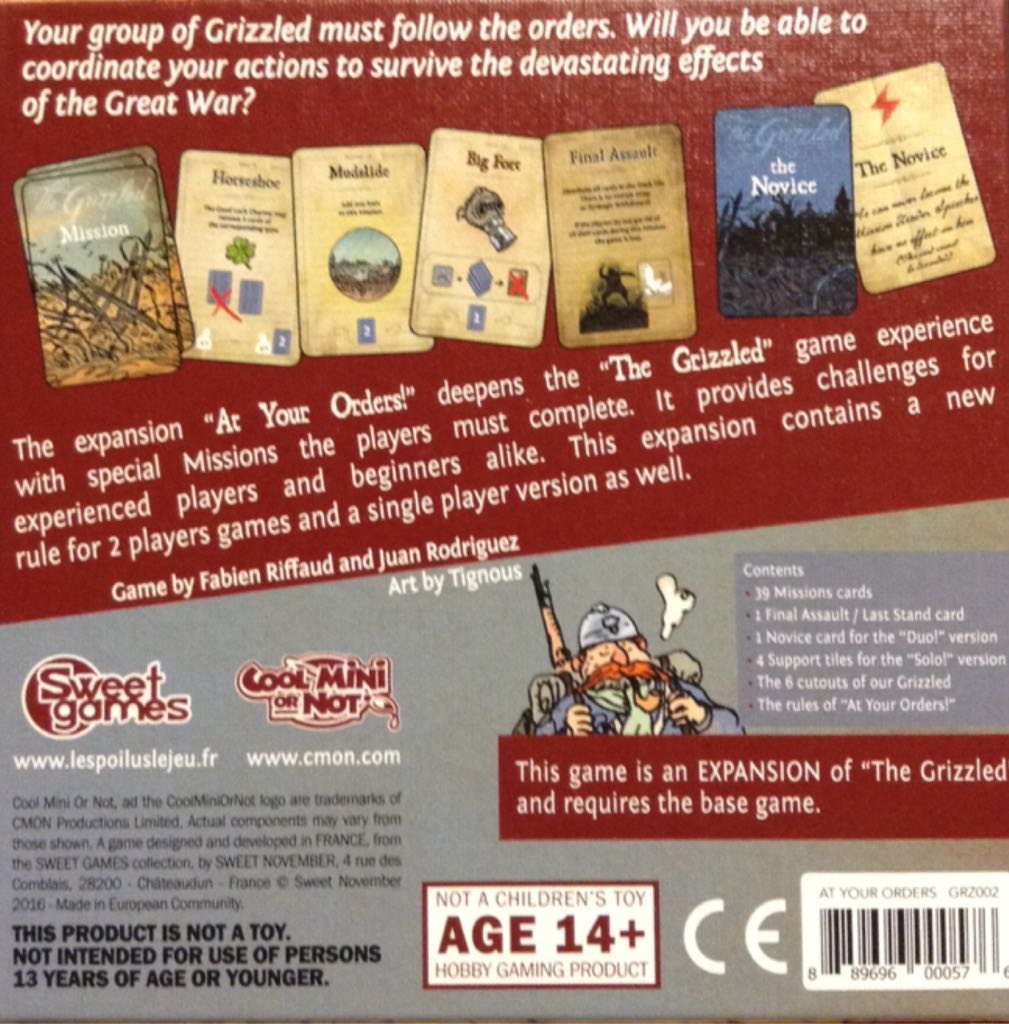 Your group of Grizzled must follow the orders. Will you be able to
coordinate your actions to survive the devastating effects
of the Great War?
The Grizzled
Mission
Horseshoe
2
Mudslide
2
Big Foot
1
Final Assault
The Grizzled
the
Novice
The Novice
The expansion "At Your Orders!" deepens the "The Grizzled" game experience
with special Missions the players must complete. It provides challenges for
experienced players and beginners alike. This expansion contains a new
rule for 2 players games and a single player version as well.
Game by Fabien Riffaud and Juan Rodriguez
Art by Tignous
Contents
• 39 Missions cards
• 1 Final Assault / Last Stand card
• 1 Novice card for the "Duo!" version
• 4 Support tiles for the "Solo!" version
• The 6 cutouts of our Grizzled
• The rules of "At Your Orders!"
Sweet
games
COOL MINI
OR NOT
www.lespoiluslejeu.fr www.cmon.com
This game is an EXPANSION of "The Grizzled
and requires the base game.
Cool Mini Or Not, ad the CoolMiniOrNot logo are trademarks of
CMON Productions Limited. Actual components may vary from
those shown. A game designed and developed in FRANCE, from
the SWEET GAMES collection, by SWEET NOVEMBER, 4 rue des
Comblais, 28200 - Châteaudun - France © Sweet November
2016 - Made in European Community.
THIS PRODUCT IS NOT A TOY.
NOT INTENDED FOR USE OF PERSONS
13 YEARS OF AGE OR YOUNGER.
NOT A CHILDREN'S TOY
AGE 14+
HOBBY GAMING PRODUCT
CE
AT YOUR ORDERS GRZ002
8 89696 00057 6